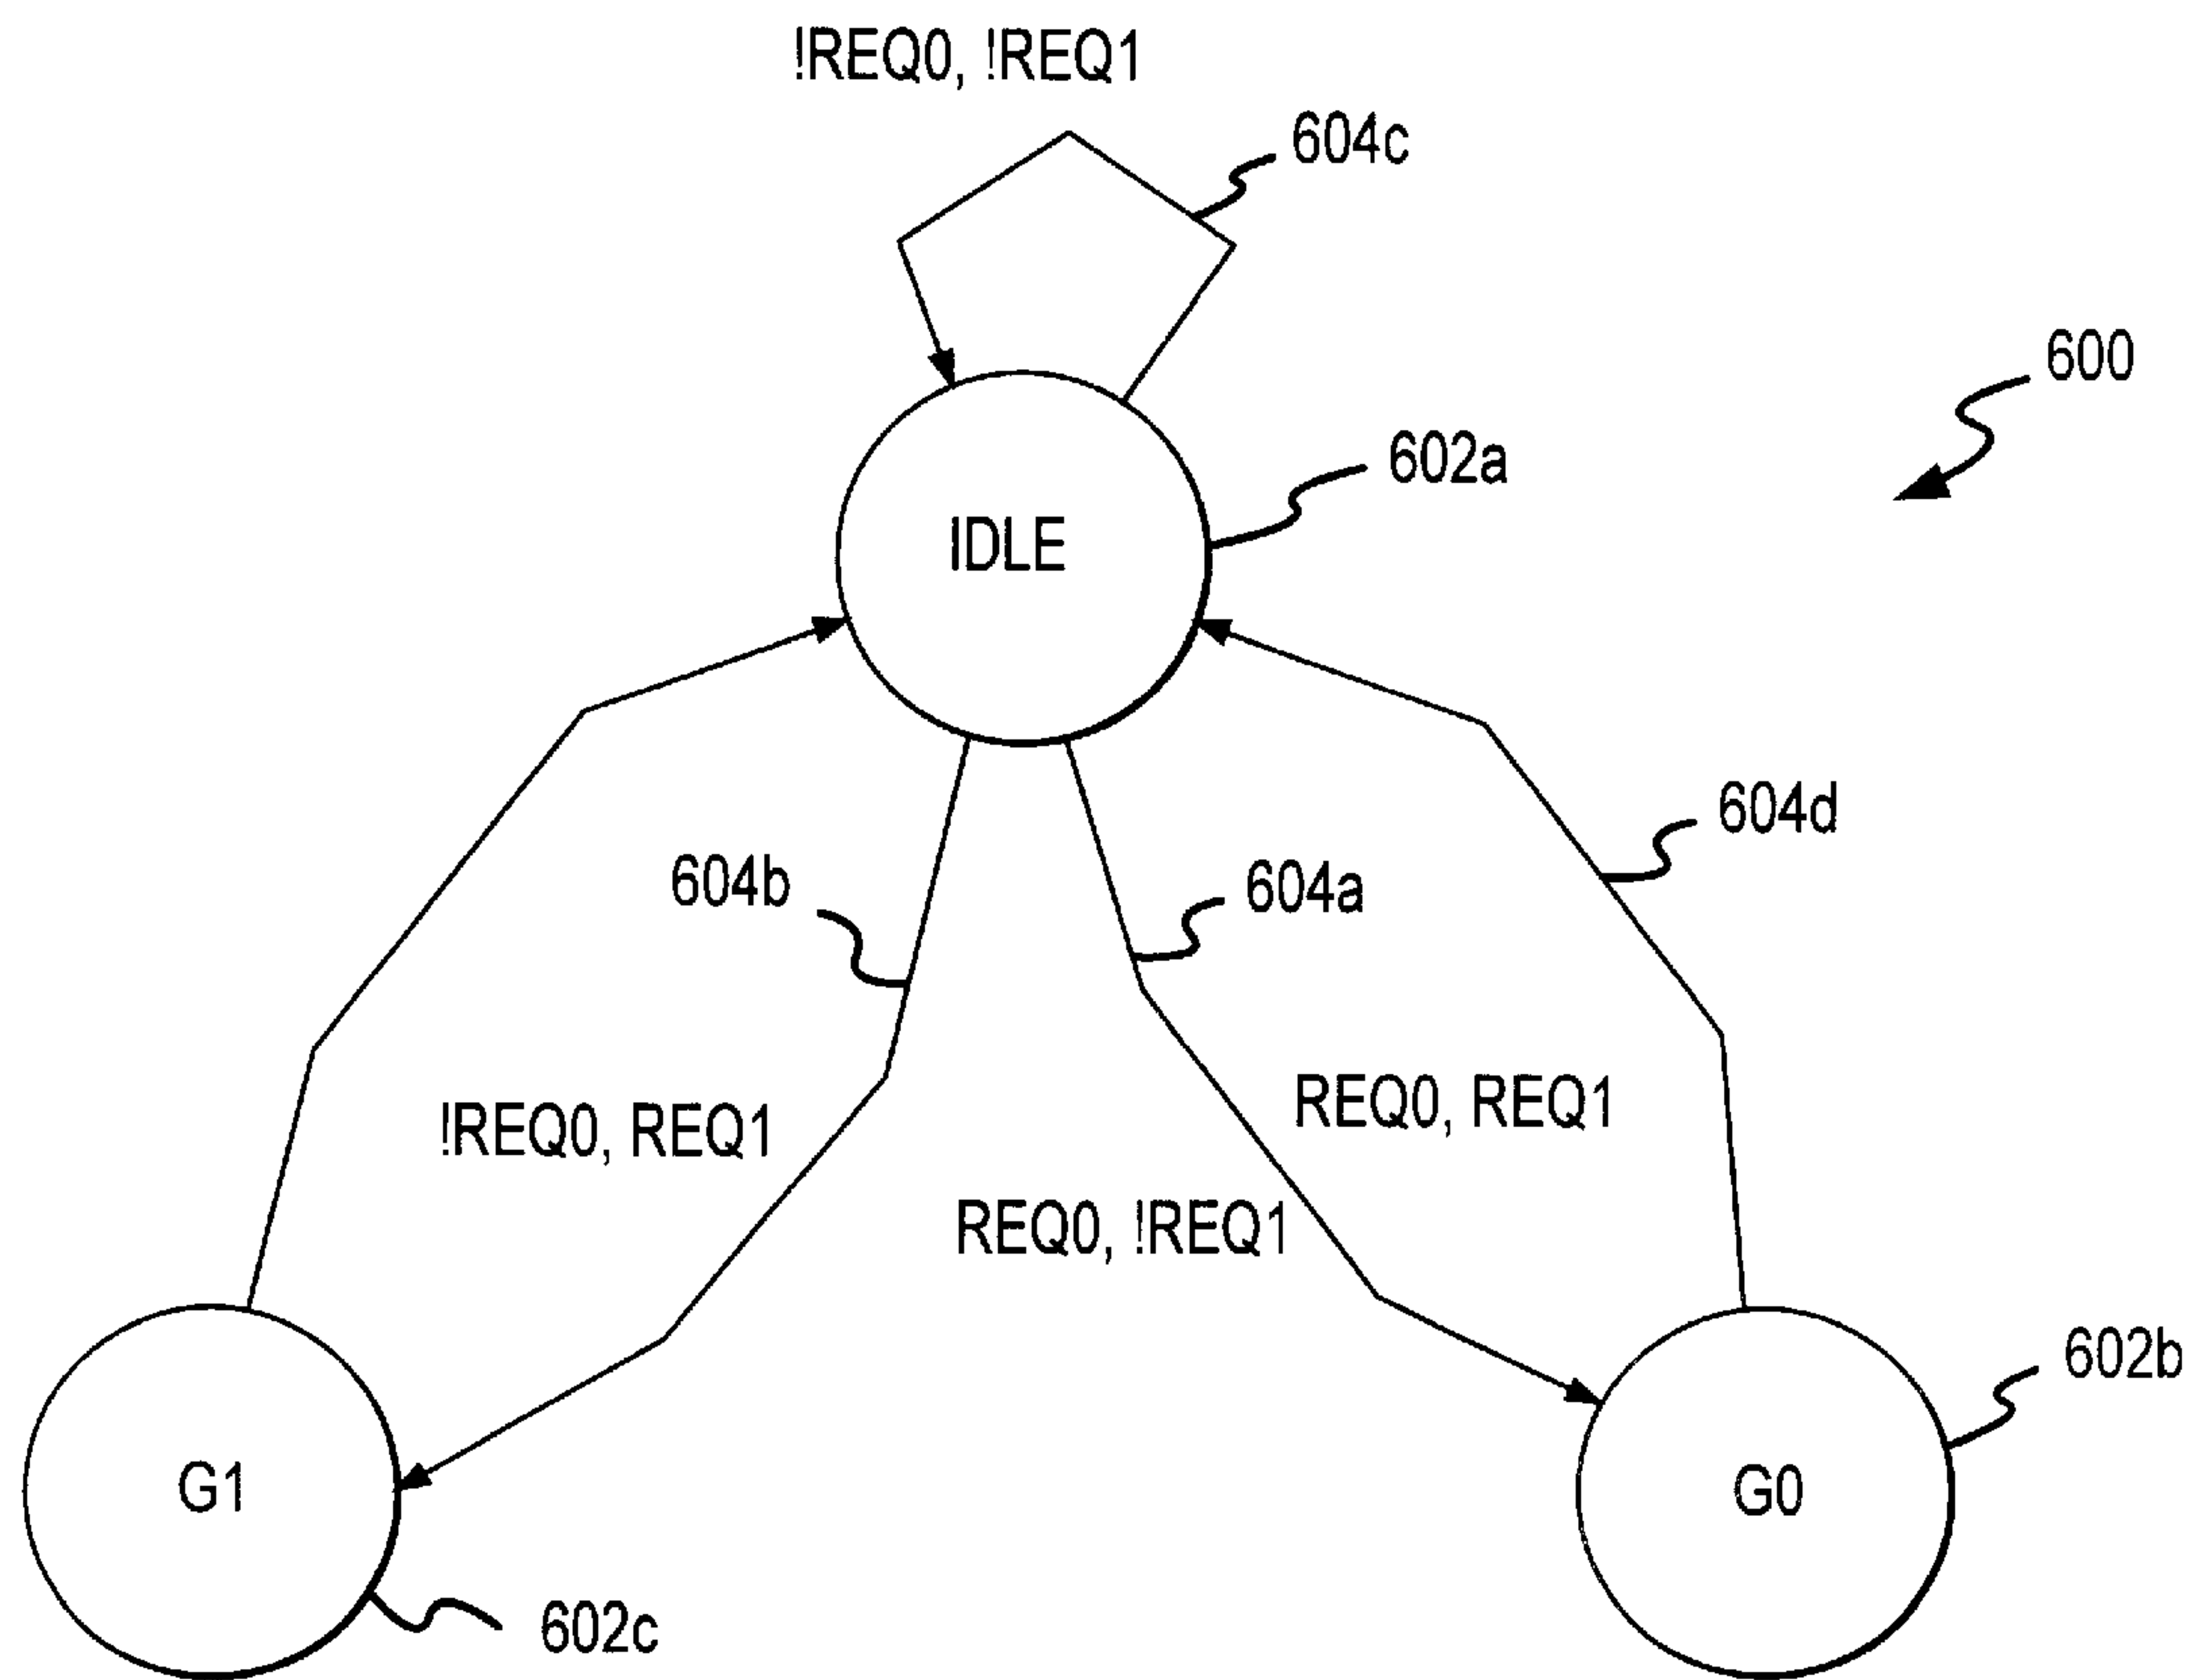 !REQ0, !REQ1
604c
600
602a
IDLE
604d
604b
604a
REQ0, REQ1
!REQ0, REQ1
REQ0, !REQ1
602b
G1
G0
602c